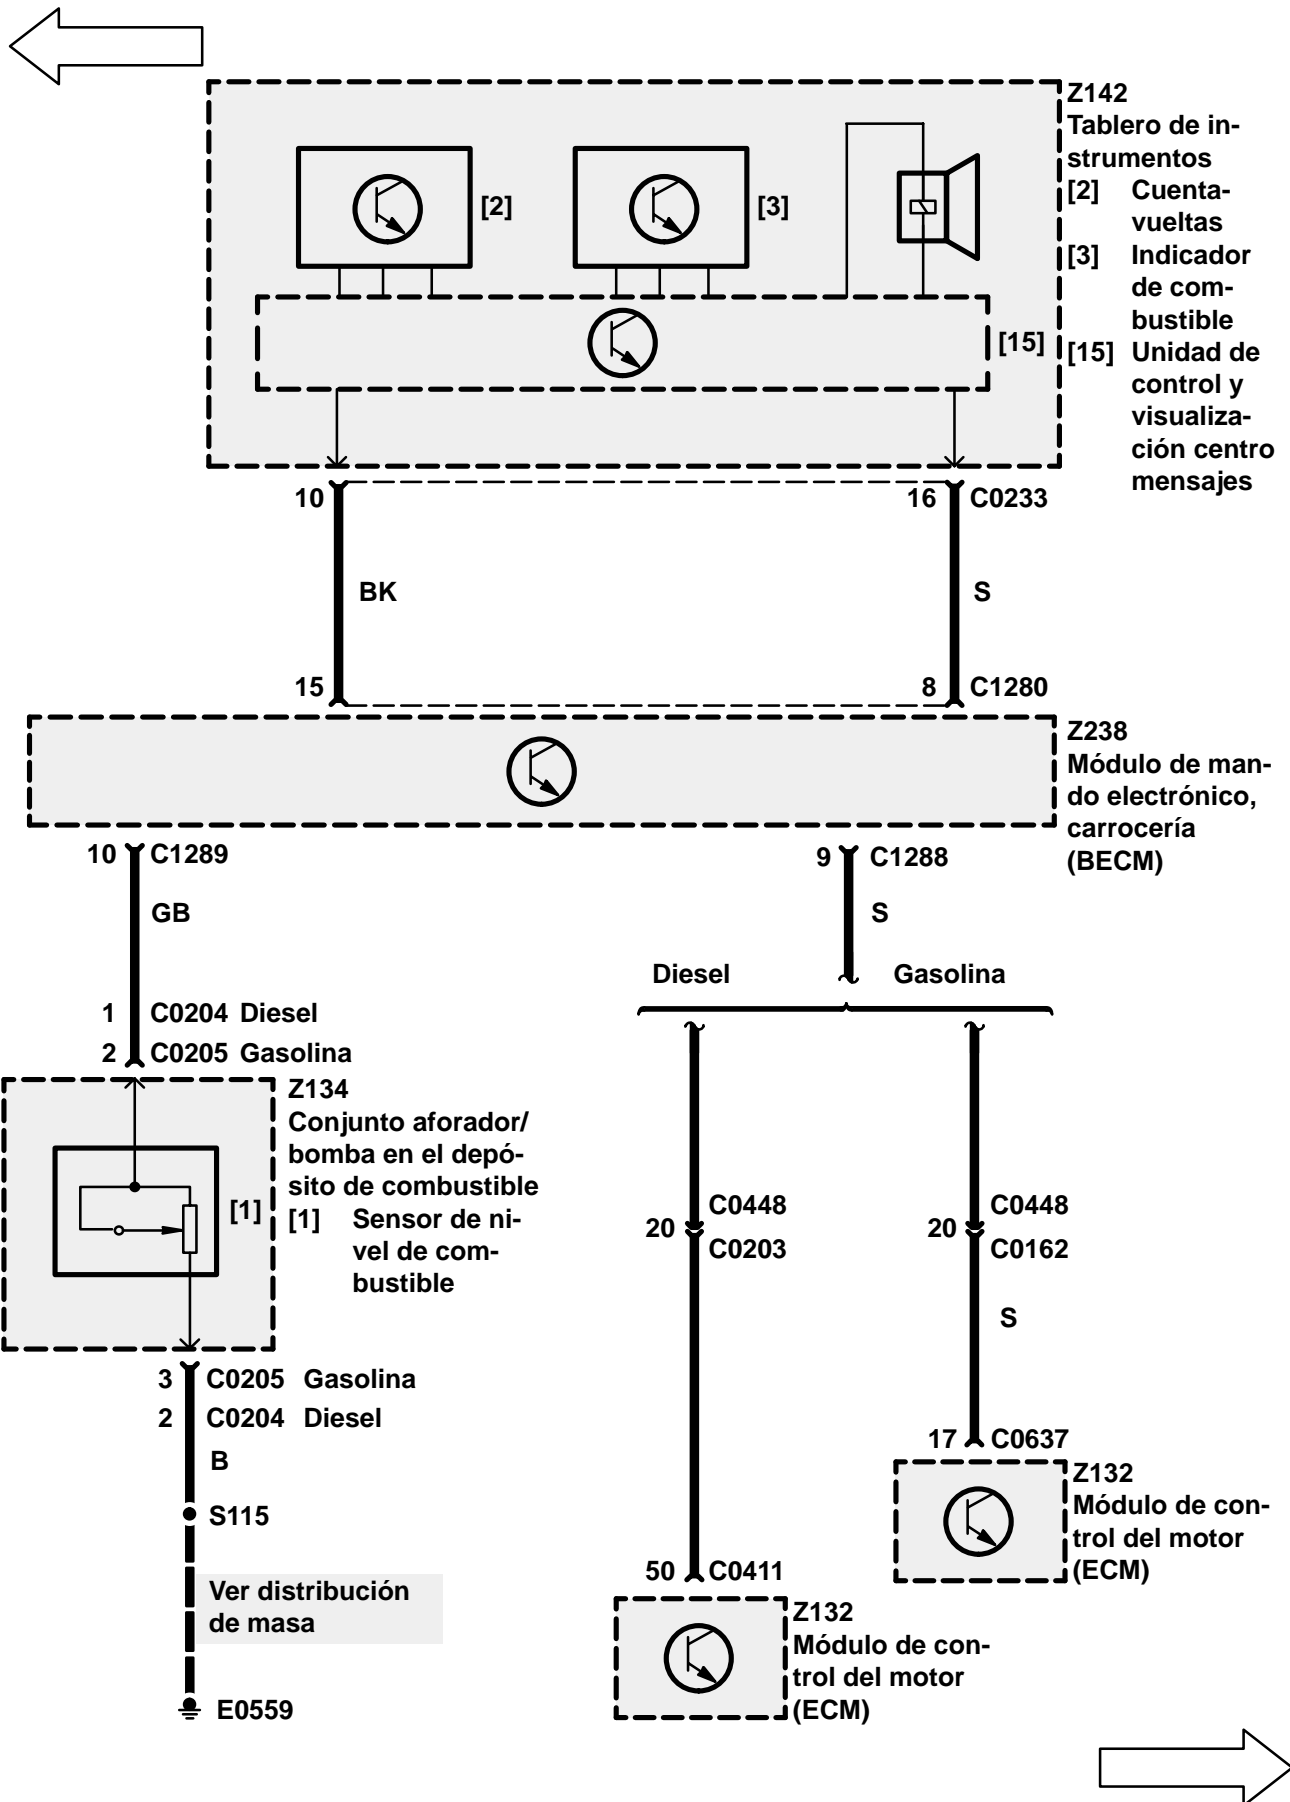 Z142
Tablero de in-
strumentos
[2] Cuenta-
vueltas
[3] Indicador
de com-
bustible
[15] Unidad de
control y
visualiza-
ción centro
mensajes
[2]
[3]
[15]
10
16 C0233
BK
S
15
8 C1280
Z238
Módulo de man-
do electrónico,
carrocería
(BECM)
10 C1289
9 C1288
GB
S
Diesel
Gasolina
1 C0204 Diesel
2 C0205 Gasolina
Z134
Conjunto aforador/
bomba en el depó-
sito de combustible
[1] Sensor de ni-
vel de com-
bustible
[1]
C0448
20
C0203
C0448
20
C0162
S
3 C0205 Gasolina
2 C0204 Diesel
B
S115
Ver distribución
de masa
E0559
17 C0637
Z132
Módulo de con-
trol del motor
(ECM)
50 C0411
Z132
Módulo de con-
trol del motor
(ECM)